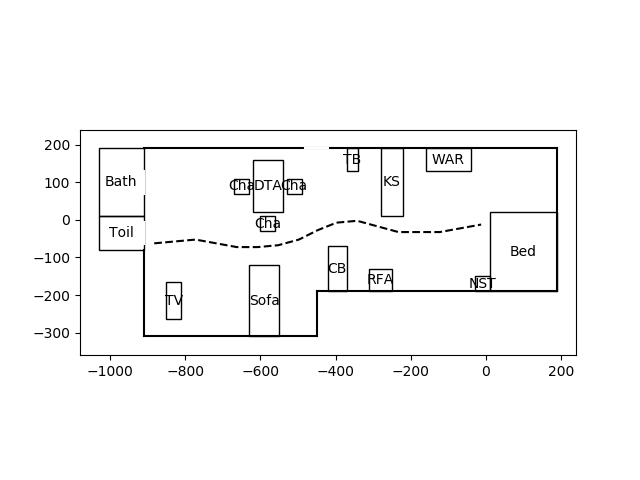 200
100
0
−100
−200
−300
−1000
−800
−600
−400
−200
0
200
Bath
Toil
TV
Cha
DTA
Cha
Cha
Sofa
TB
KS
WAR
CB
RFA
NST
Bed